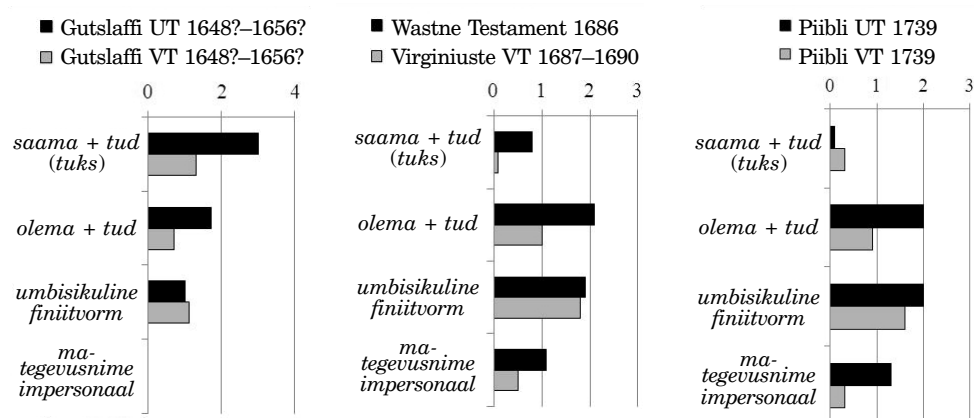 Gutslaffi UT 1648?–1656?
Gutslaffi VT 1648?–1656?
0 2 4
saama + tud
(tuks)
olema + tud
umbisikuline
finiitvorm
ma-
tegevusnime
impersonaal
Wastne Testament 1686
Virginiuste VT 1687–1690
0 1 2 3
saama + tud
(tuks)
olema + tud
umbisikuline
finiitvorm
ma-
tegevusnime
impersonaal
Piibli UT 1739
Piibli VT 1739
0 1 2 3
saama + tud
(tuks)
olema + tud
umbisikuline
finiitvorm
ma-
tegevusnime
impersonaal